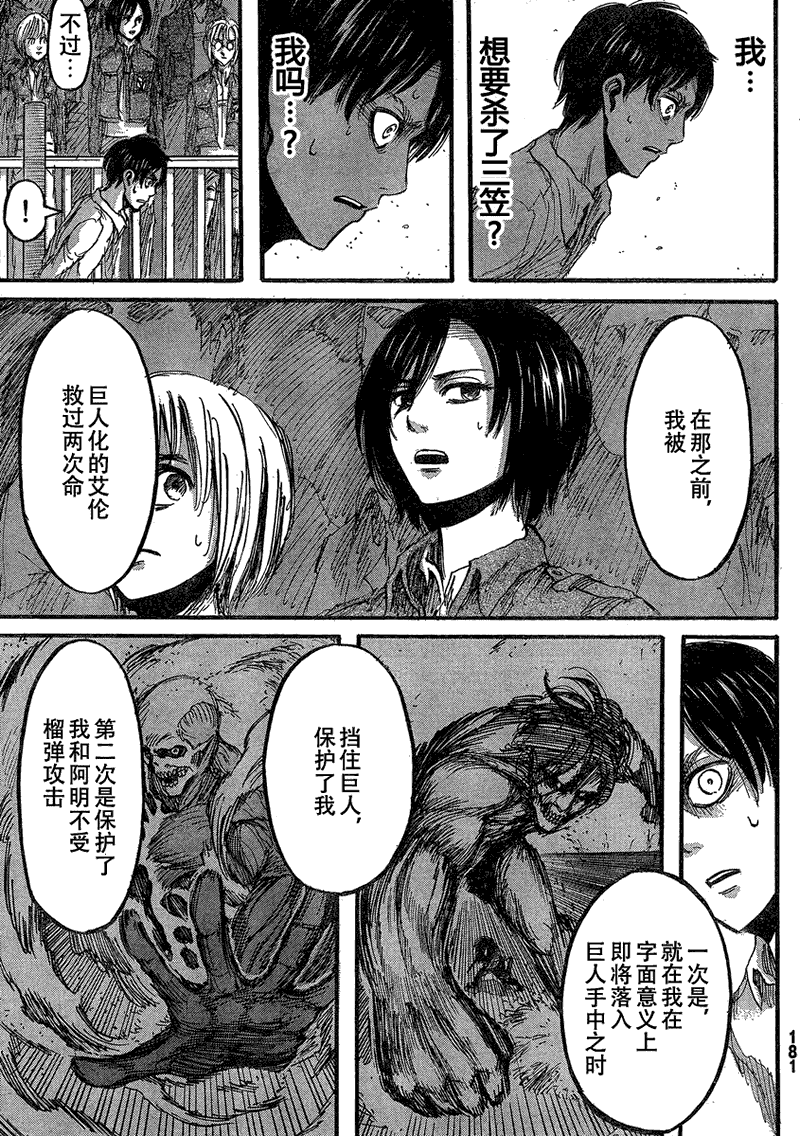 我…
想要杀了三笠?
我吗…?
不过…
!
在那之前,
我被
巨人化的艾伦
救过两次命
一次是,
就在我在
字面意义上
即将落入
巨人手中之时
挡住巨人,
保护了我
第二次是保护了
我和阿明不受
榴弹攻击
181